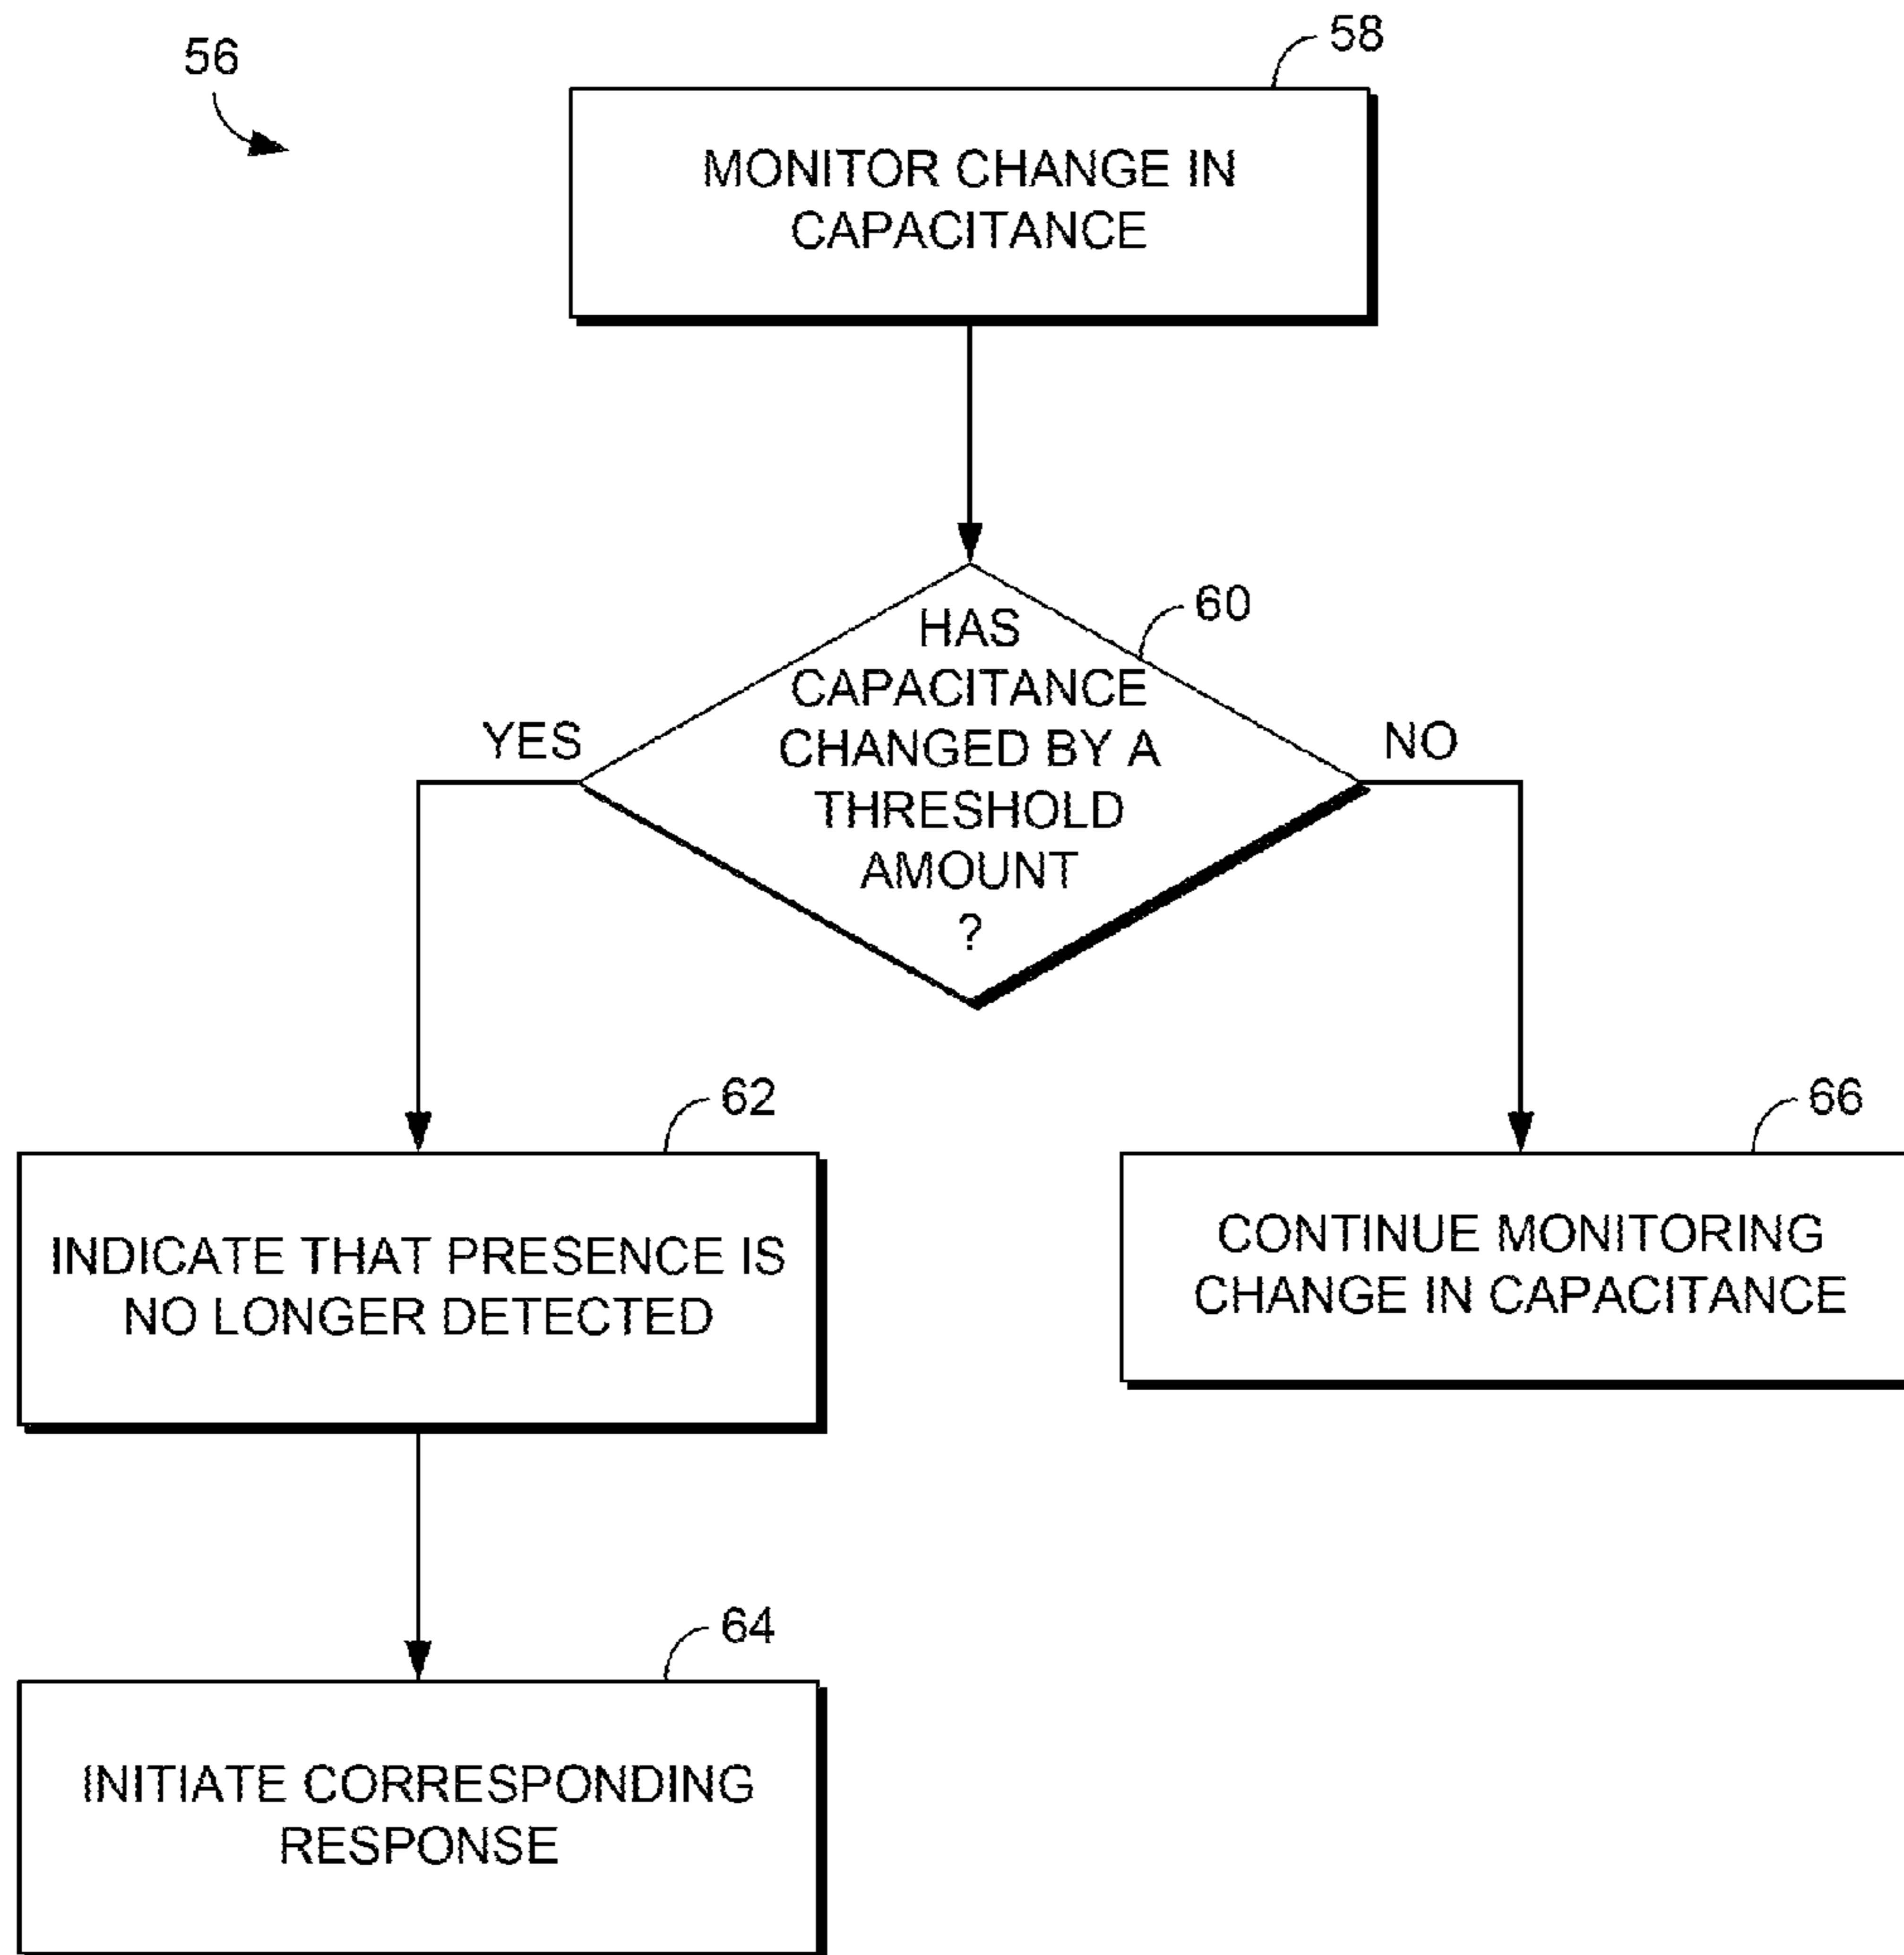 56
58
MONITOR CHANGE IN
CAPACITANCE
60
HAS
CAPACITANCE
CHANGED BY A
THRESHOLD
AMOUNT
?
YES
NO
62
INDICATE THAT PRESENCE IS
NO LONGER DETECTED
66
CONTINUE MONITORING
CHANGE IN CAPACITANCE
64
INITIATE CORRESPONDING
RESPONSE